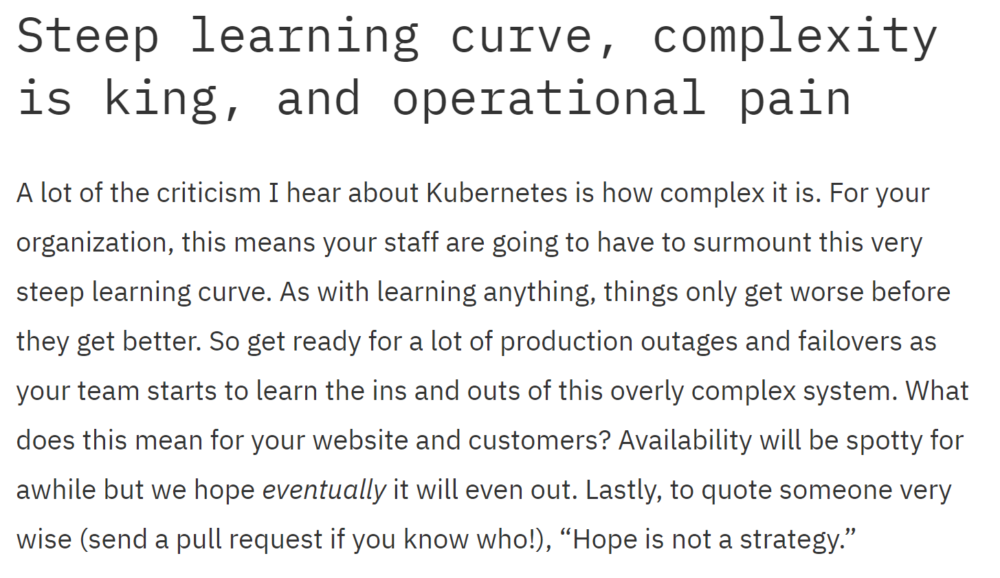 Steep learning curve, complexity
is king, and operational pain
A lot of the criticism I hear about Kubernetes is how complex it is. For your
organization, this means your staff are going to have to surmount this very
steep learning curve. As with learning anything, things only get worse before
they get better. So get ready for a lot of production outages and failovers as
your team starts to learn the ins and outs of this overly complex system. What
does this mean for your website and customers? Availability will be spotty for
awhile but we hope eventually it will even out. Lastly, to quote someone very
wise (send a pull request if you know who!), “Hope is not a strategy.”